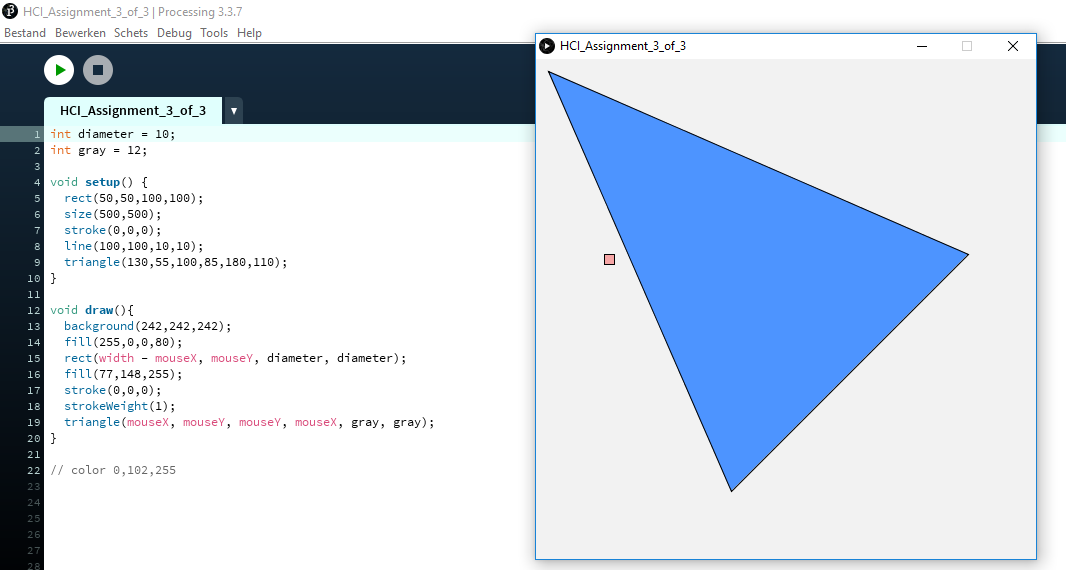 HCI_Assignment_3_of_3 | Processing 3.3.7
Bestand Bewerken Schets Debug Tools Help
HCI_Assignment_3_of_3
HCI_Assignment_3_of_3 ▼
1 int diameter = 10;
2 int gray = 12;
3
4 void setup() {
5 rect(50,50,100,100);
6 size(500,500);
7 stroke(0,0,0);
8 line(100,100,10,10);
9 triangle(130,55,100,85,180,110);
10 }
11
12 void draw(){
13 background(242,242,242);
14 fill(255,0,0,80);
15 rect(width - mouseX, mouseY, diameter, diameter);
16 fill(77,148,255);
17 stroke(0,0,0);
18 strokeWeight(1);
19 triangle(mouseX, mouseY, mouseY, mouseX, gray, gray);
20 }
21
22 // color 0,102,255
23
24
25
26
27
28